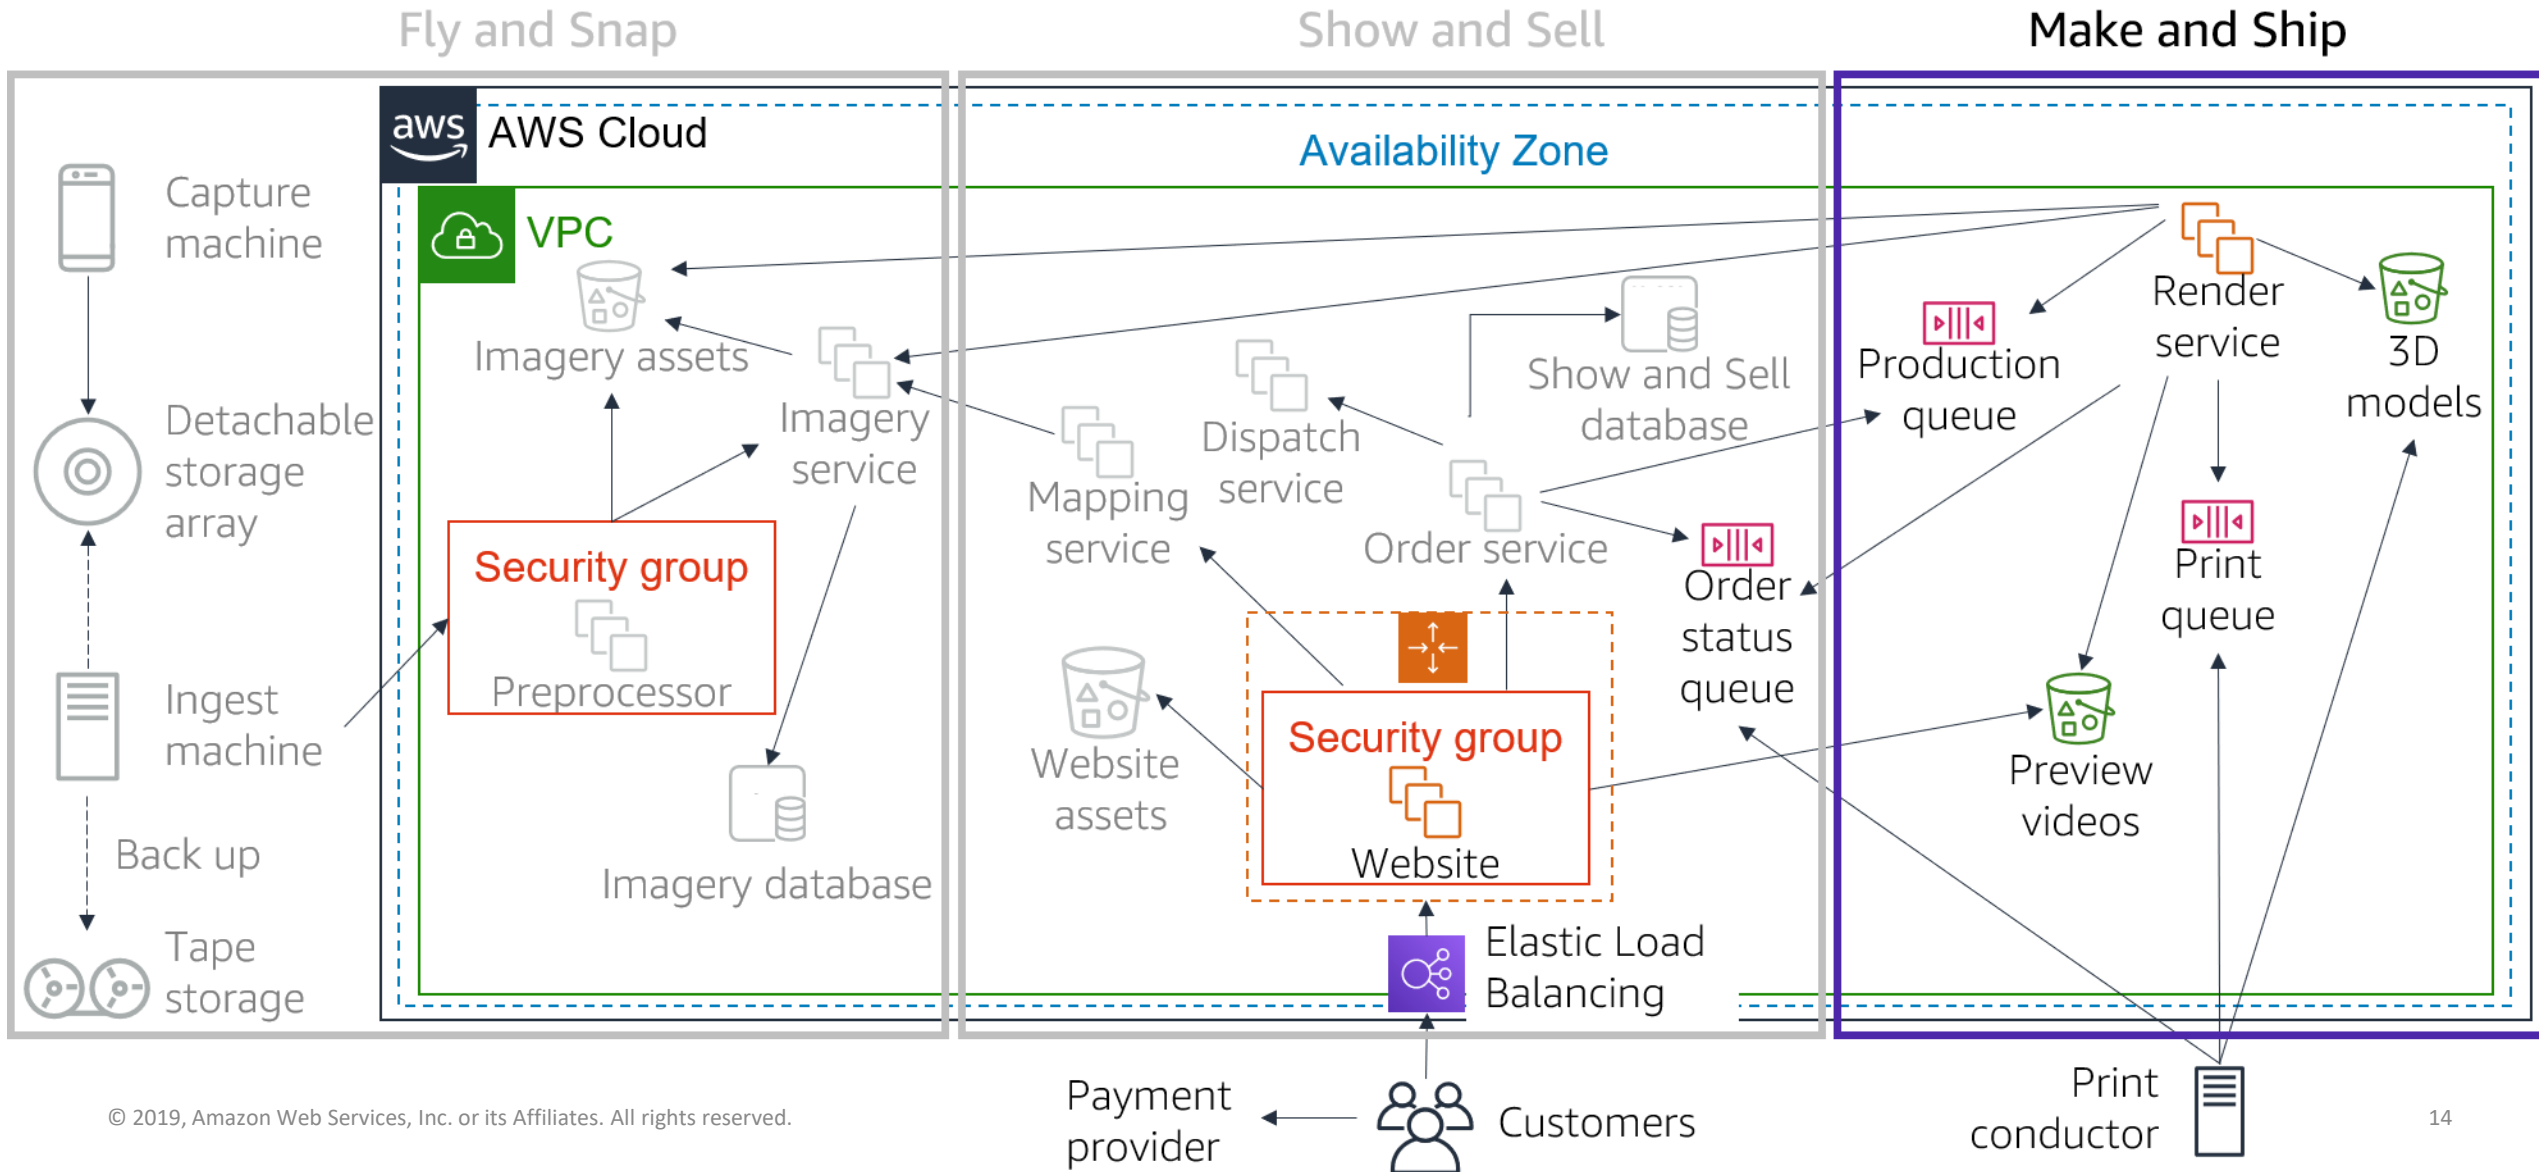 Fly and Snap
Show and Sell
Make and Ship
aws
AWS Cloud
Availability Zone
VPC
Capture
machine
Detachable
storage
array
Ingest
machine
Back up
Tape
storage
Imagery assets
Imagery
service
Security group
Preprocessor
Imagery database
Mapping
service
Dispatch
service
Show and Sell
database
Order service
Order
status
queue
Website
assets
Security group
Website
Elastic Load
Balancing
Production
queue
Render
service
3D
models
Print
queue
Preview
videos
Payment
provider
Customers
Print
conductor
© 2019, Amazon Web Services, Inc. or its Affiliates. All rights reserved.
14